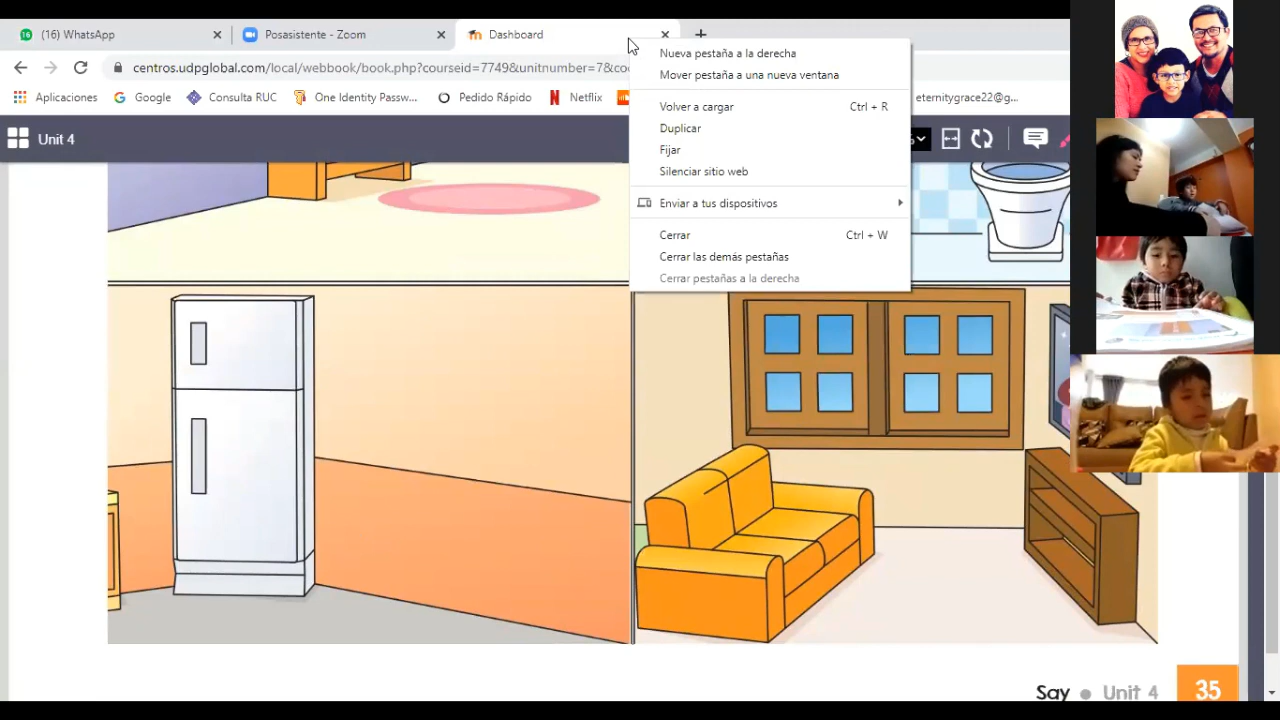 (16) WhatsApp
Posasistente - Zoom
Dashboard
centros.udpglobal.com/local/webbook/book.php?courseid=7749&unitnumber=7&co
Aplicaciones
Google
Consulta RUC
One Identity Passw...
Pedido Rápido
Netflix
eternitygrace22@g...
Unit 4
Nueva pestaña a la derecha
Mover pestaña a una nueva ventana
Volver a cargar Ctrl + R
Duplicar
Fijar
Silenciar sitio web
Enviar a tus dispositivos
Cerrar Ctrl + W
Cerrar las demás pestañas
Cerrar pestañas a la derecha
Say Unit 4 35